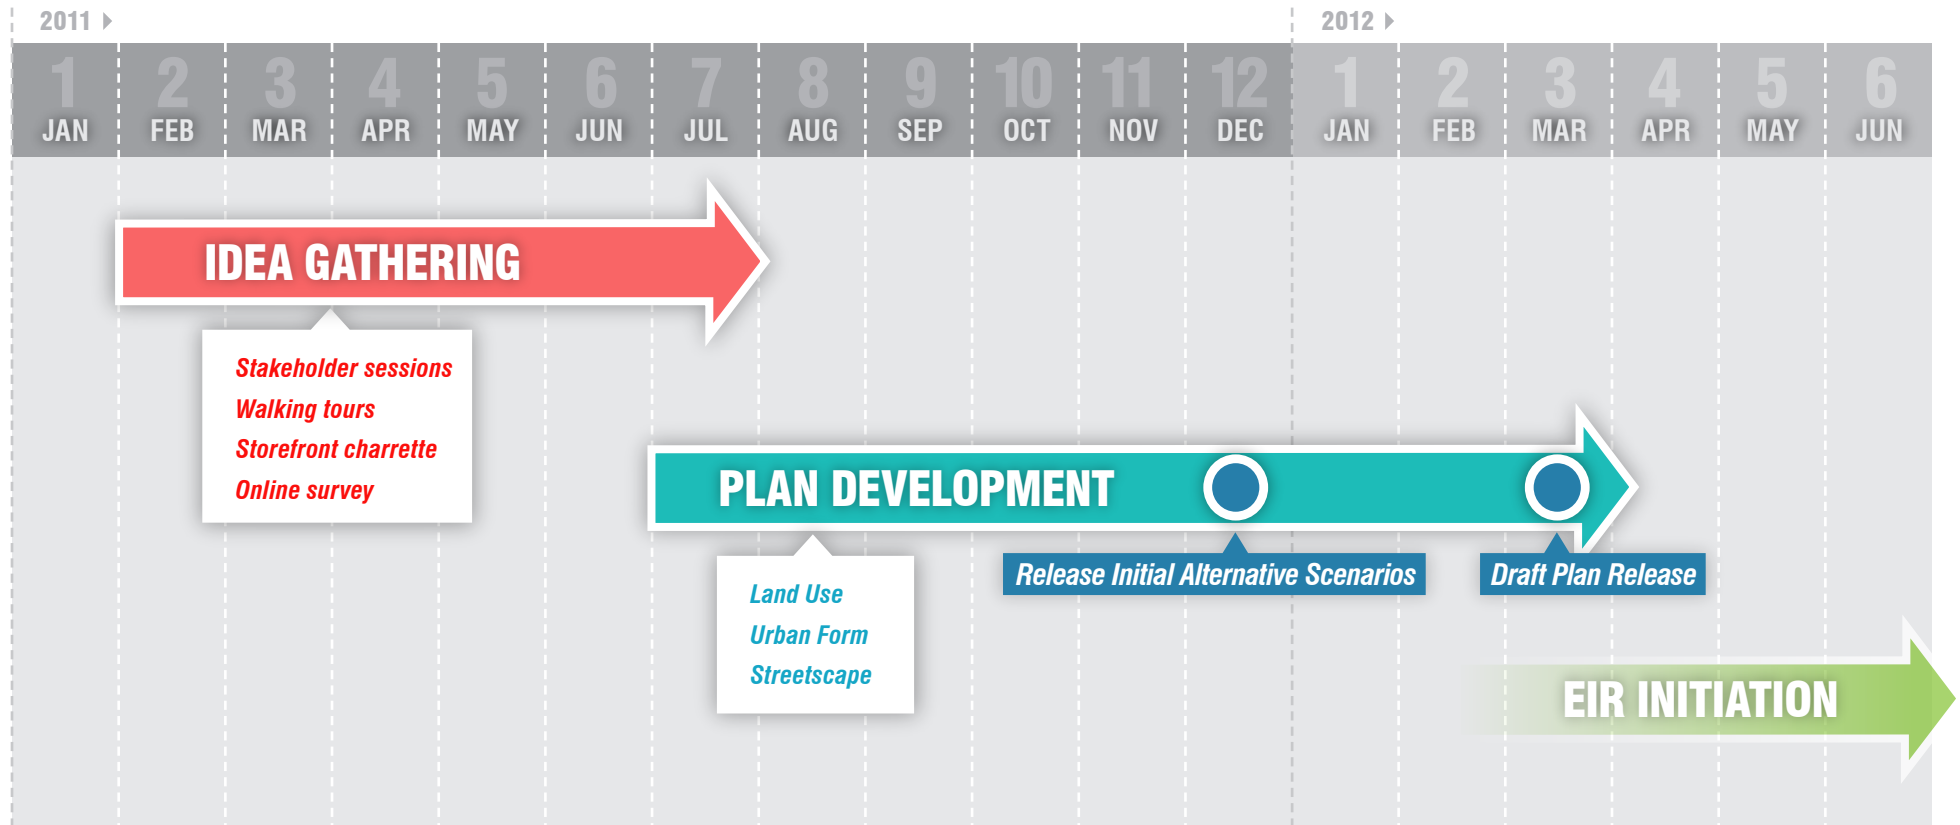 2011
2012
1 2 3 4 5 6 7 8 9 10 11 12 1 2 3 4 5 6
JAN FEB MAR APR MAY JUN JUL AUG SEP OCT NOV DEC JAN FEB MAR APR MAY JUN
IDEA GATHERING
Stakeholder sessions
Walking tours
Storefront charrette
Online survey
PLAN DEVELOPMENT
Release Initial Alternative Scenarios
Draft Plan Release
Land Use
Urban Form
Streetscape
EIR INITIATION